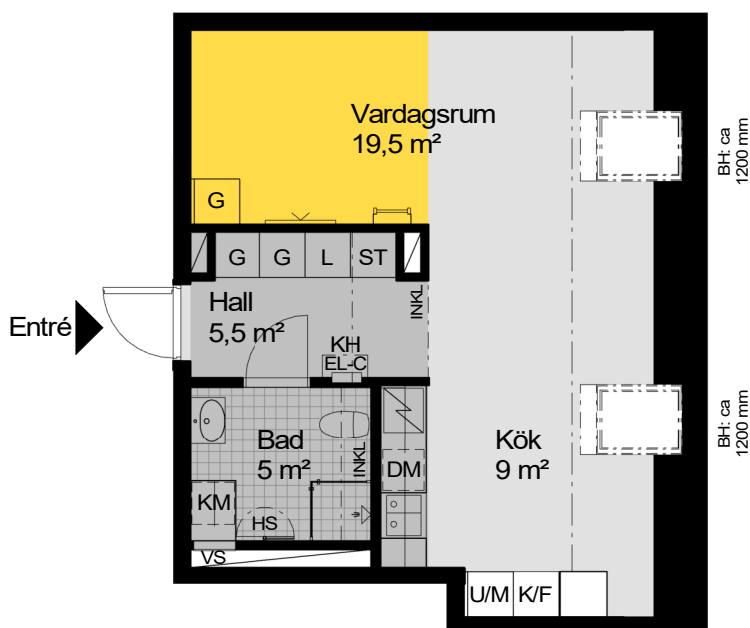 Vardagsrum
19,5 m²
BH: ca
1200 mm
G
G
G
L
ST
Hall
5,5 m²
INKL
Entré
KH
EL-C
Bad
5 m²
INKL
DM
Kök
9 m²
BH: ca
1200 mm
KM
HS
VS
U/M
K/F